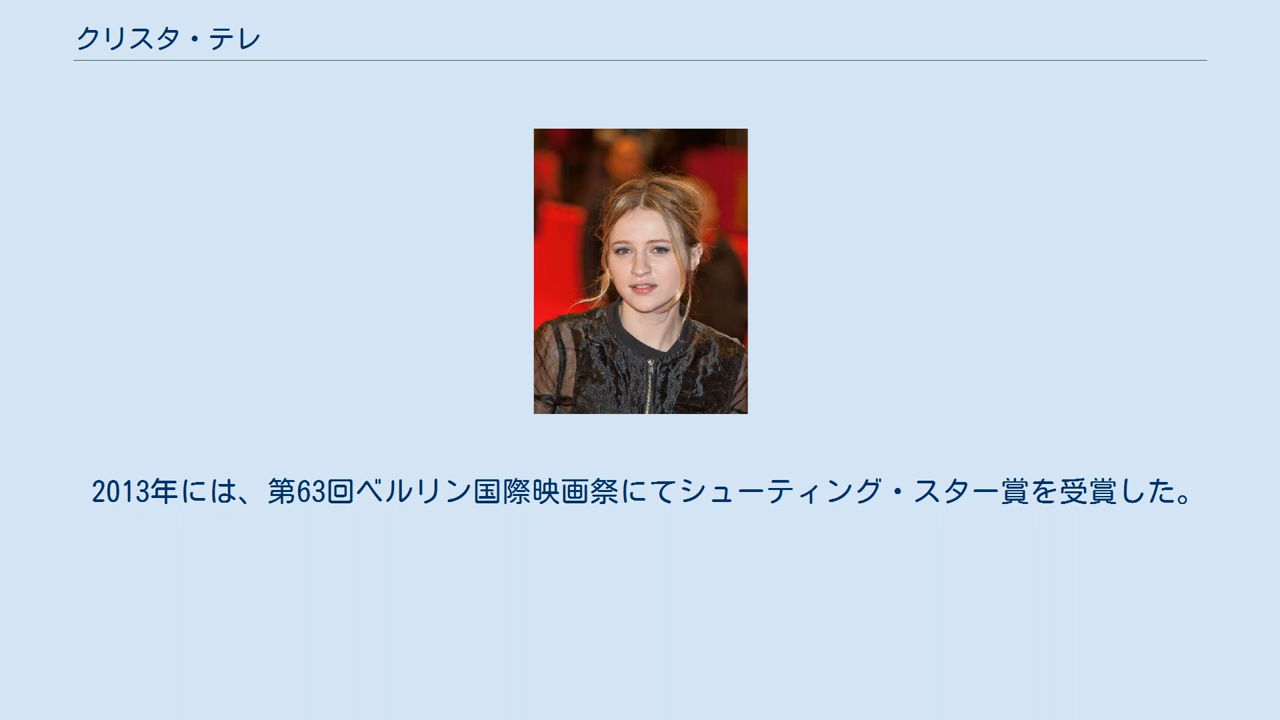 クリスタ・テレ
2013年には、第63回ベルリン国際映画祭にてシューティング・スター賞を受賞した。